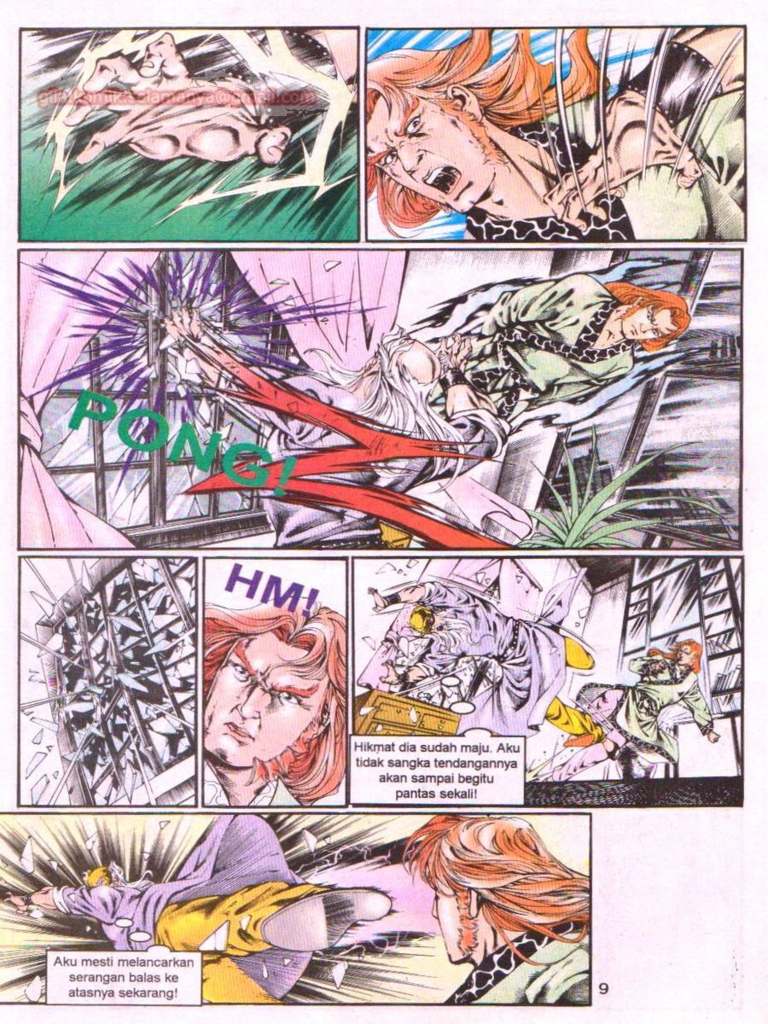 PONG!
HM!
Hikmat dia sudah maju. Aku
tidak sangka tendangannya
akan sampai begitu
pantas sekali!
Aku mesti melancarkan
serangan balas ke
atasnya sekarang!
9